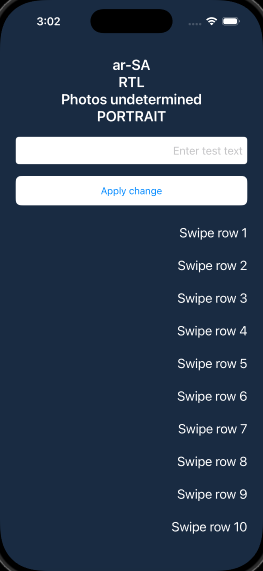 3:02
ar-SA
RTL
Photos undetermined
PORTRAIT
Enter test text
Apply change
Swipe row 1
Swipe row 2
Swipe row 3
Swipe row 4
Swipe row 5
Swipe row 6
Swipe row 7
Swipe row 8
Swipe row 9
Swipe row 10